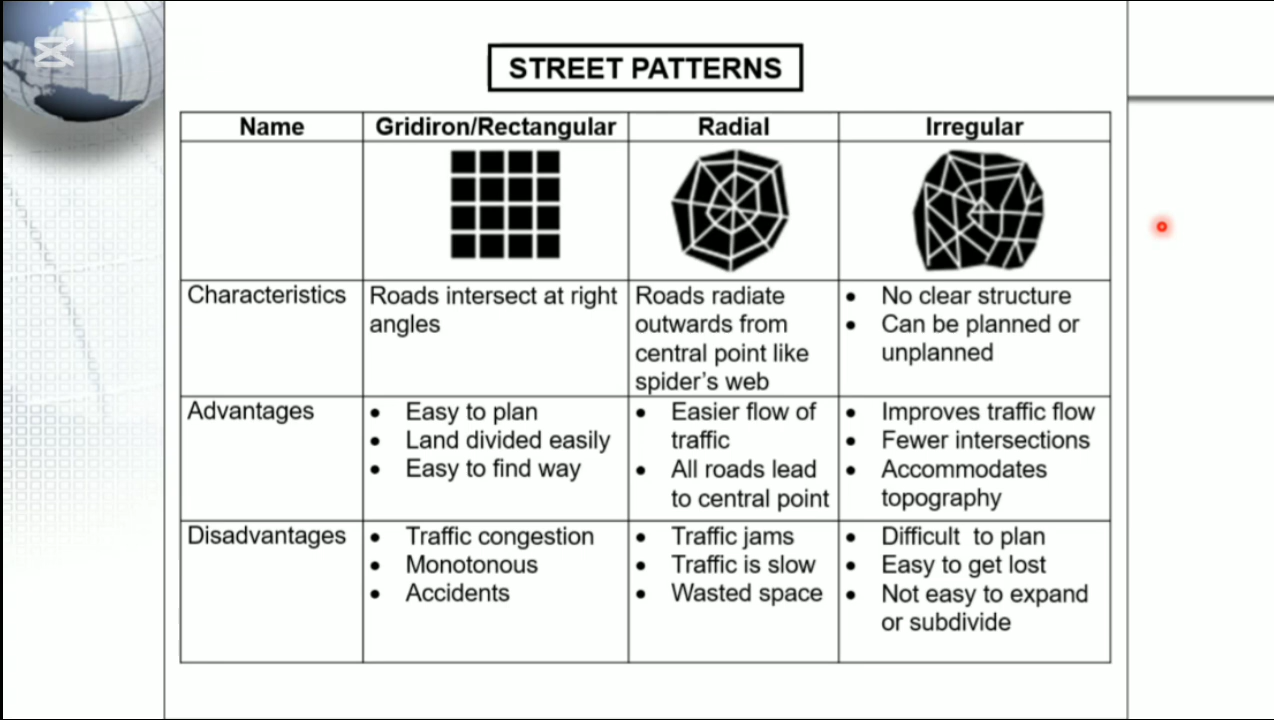 STREET PATTERNS
Name
Gridiron/Rectangular
Radial
Irregular
Characteristics
Roads intersect at right
angles
Roads radiate
outwards from
central point like
spider's web
• No clear structure
• Can be planned or
unplanned
Advantages
• Easy to plan
• Land divided easily
• Easy to find way
• Easier flow of
traffic
• All roads lead
to central point
• Improves traffic flow
• Fewer intersections
• Accommodates
topography
Disadvantages
• Traffic congestion
• Monotonous
• Accidents
• Traffic jams
• Traffic is slow
• Wasted space
• Difficult  to plan
• Easy to get lost
• Not easy to expand
or subdivide